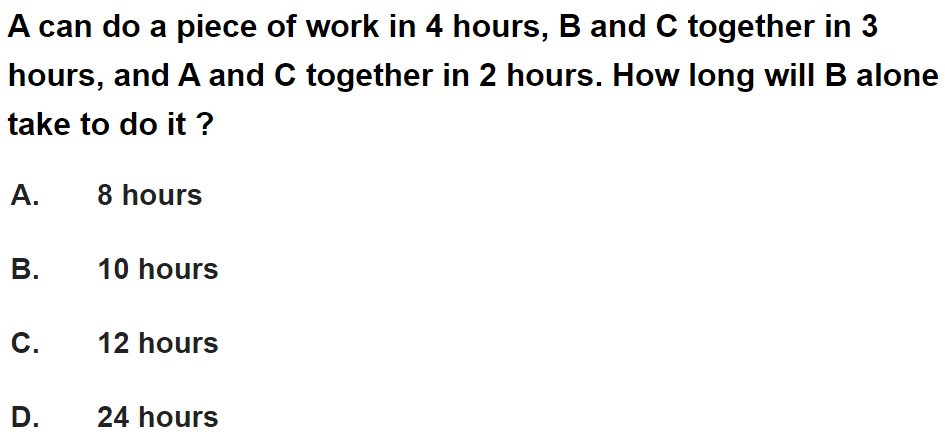 A can do a piece of work in 4 hours, B and C together in 3
hours, and A and C together in 2 hours. How long will B alone
take to do it ?
A. 8 hours
B. 10 hours
C. 12 hours
D. 24 hours